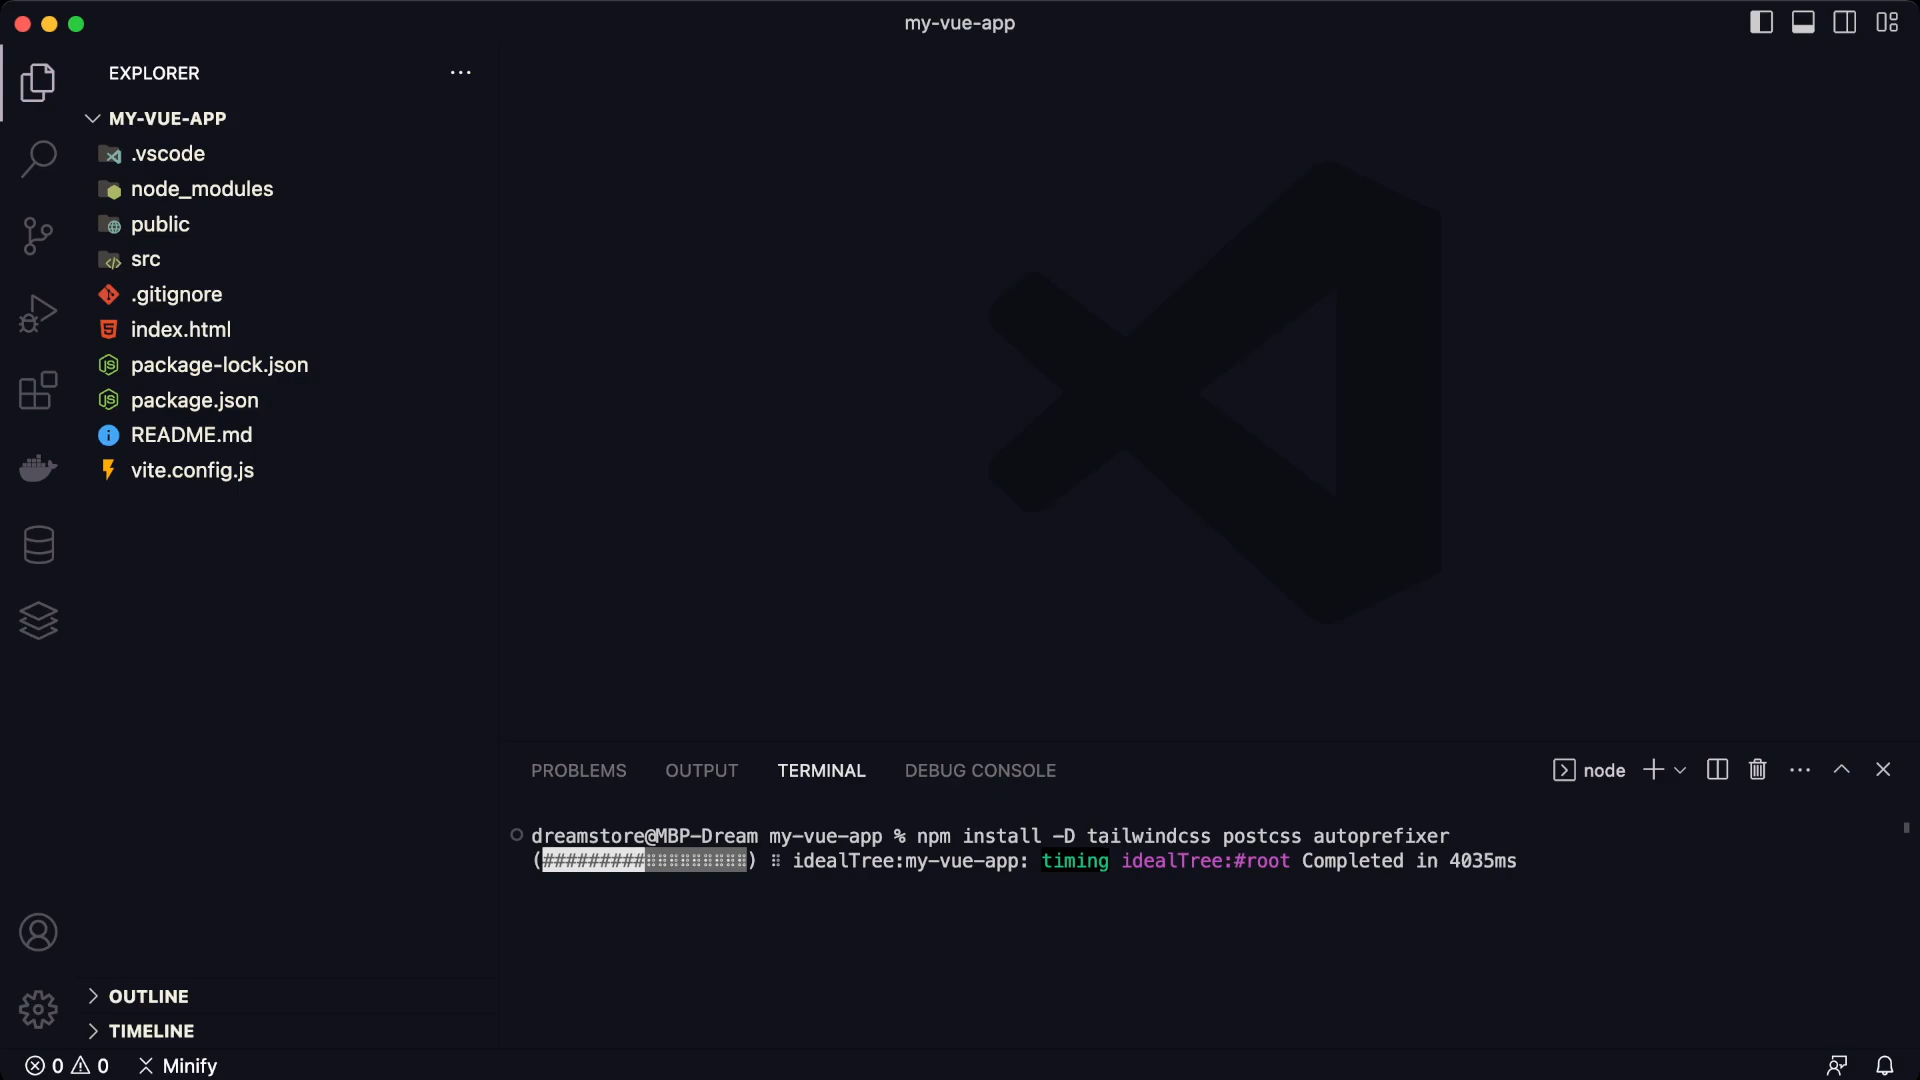 my-vue-app
EXPLORER
MY-VUE-APP
.vscode
node_modules
public
src
.gitignore
index.html
package-lock.json
package.json
README.md
vite.config.js
OUTLINE
TIMELINE
PROBLEMS OUTPUT TERMINAL DEBUG CONSOLE node
dreamstore@MBP-Dream my-vue-app % npm install -D tailwindcss postcss autoprefixer
(#########⠿⠿⠿⠿⠿⠿⠿⠿⠿) ⠿ idealTree:my-vue-app: timing idealTree:#root Completed in 4035ms
0 0 Minify